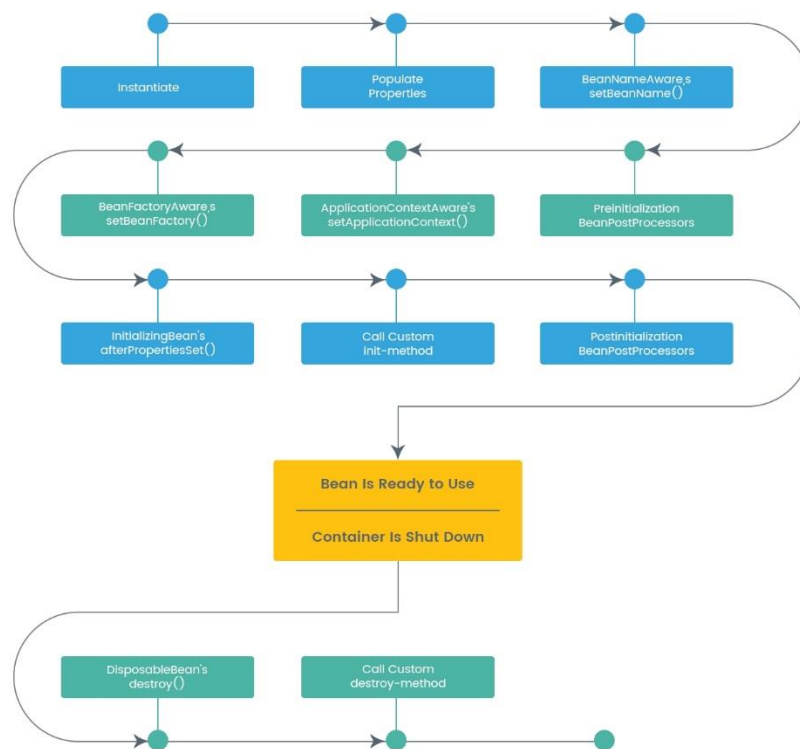 Instantiate
Populate
Properties
BeanNameAware,s
setBeanName()
BeanFactoryAware,s
setBeanFactory()
ApplicationContextAware's
setApplicationContext()
Preinitialization
BeanPostProcessors
InitializingBean's
afterPropertiesSet()
Call Custom
init-method
Postinitialization
BeanPostProcessors
Bean Is Ready to Use
Container Is Shut Down
DisposableBean's
destroy()
Call Custom
destroy-method